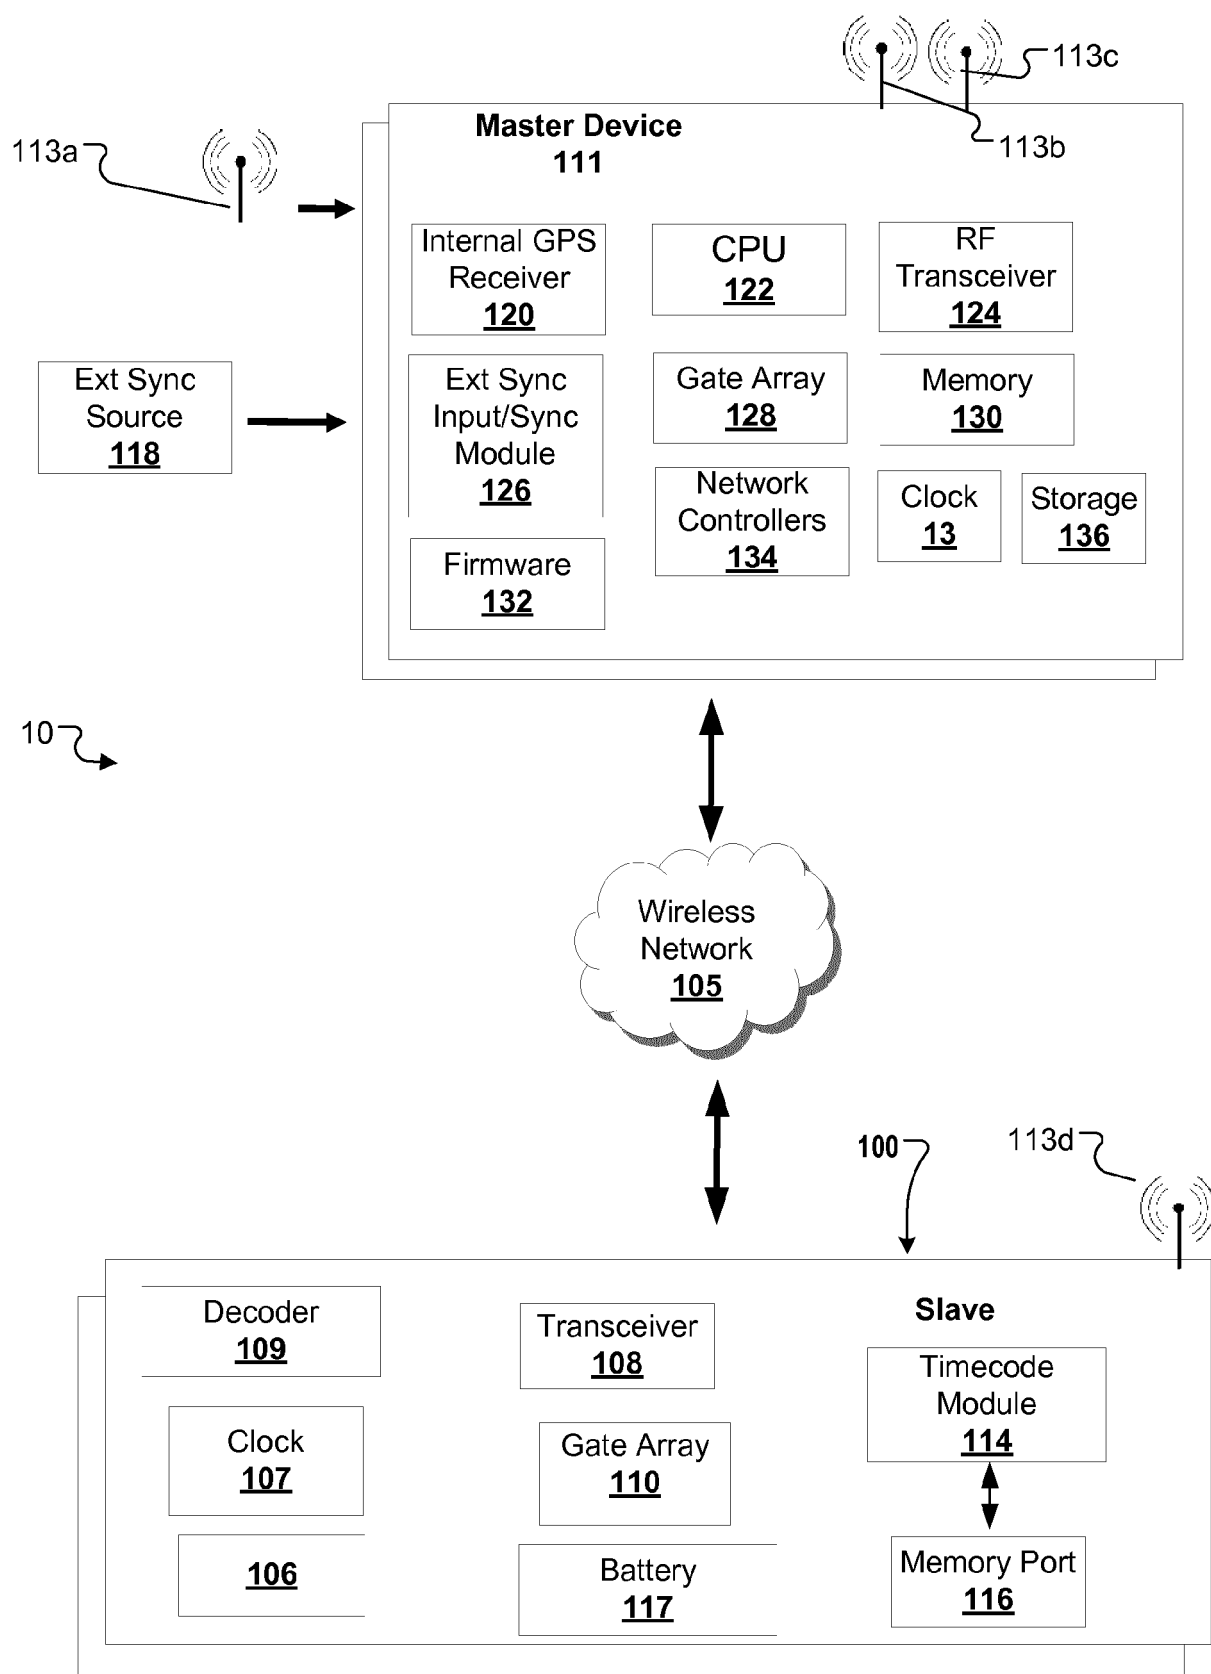 113c
113b
Master Device
111
113a
Internal GPS
Receiver
120
CPU
122
RF
Transceiver
124
Ext Sync
Source
118
Ext Sync
Input/Sync
Module
126
Gate Array
128
Memory
130
Network
Controllers
134
Clock
13
Storage
136
Firmware
132
10
Wireless
Network
105
100
113d
Slave
Decoder
109
Transceiver
108
Timecode
Module
114
Clock
107
Gate Array
110
106
Battery
117
Memory Port
116